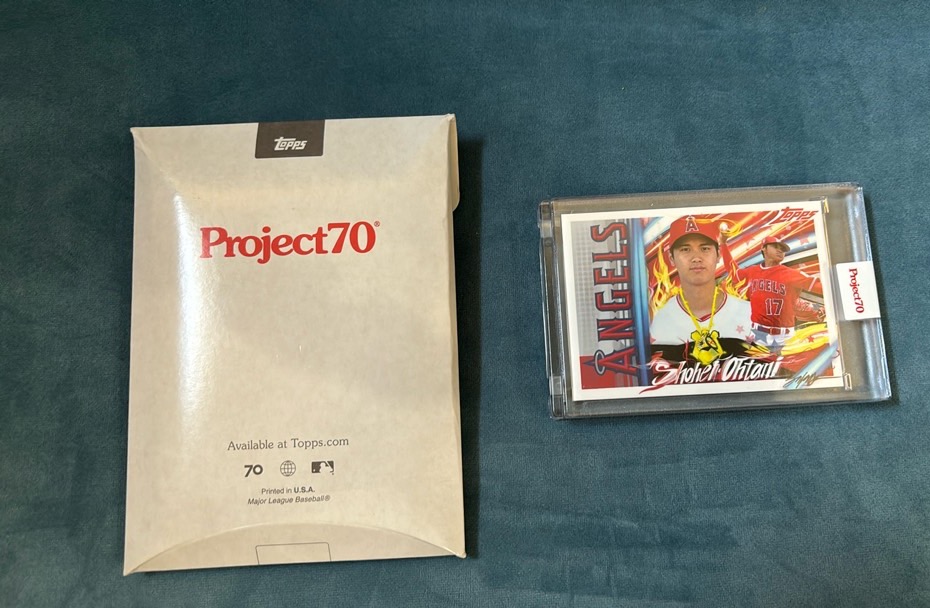 Topps
Project70®
Available at Topps.com
70
Printed in U.S.A.
Major League Baseball®
Topps
ANGELS
A
ANGELS
17
Shohei Ohtani
Project70